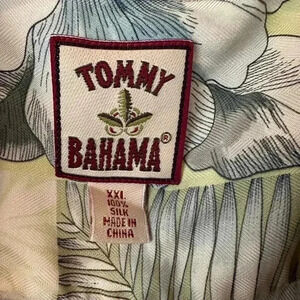 TOMMY
BAHAMA®
XXL
100%
SILK
MADE IN
CHINA